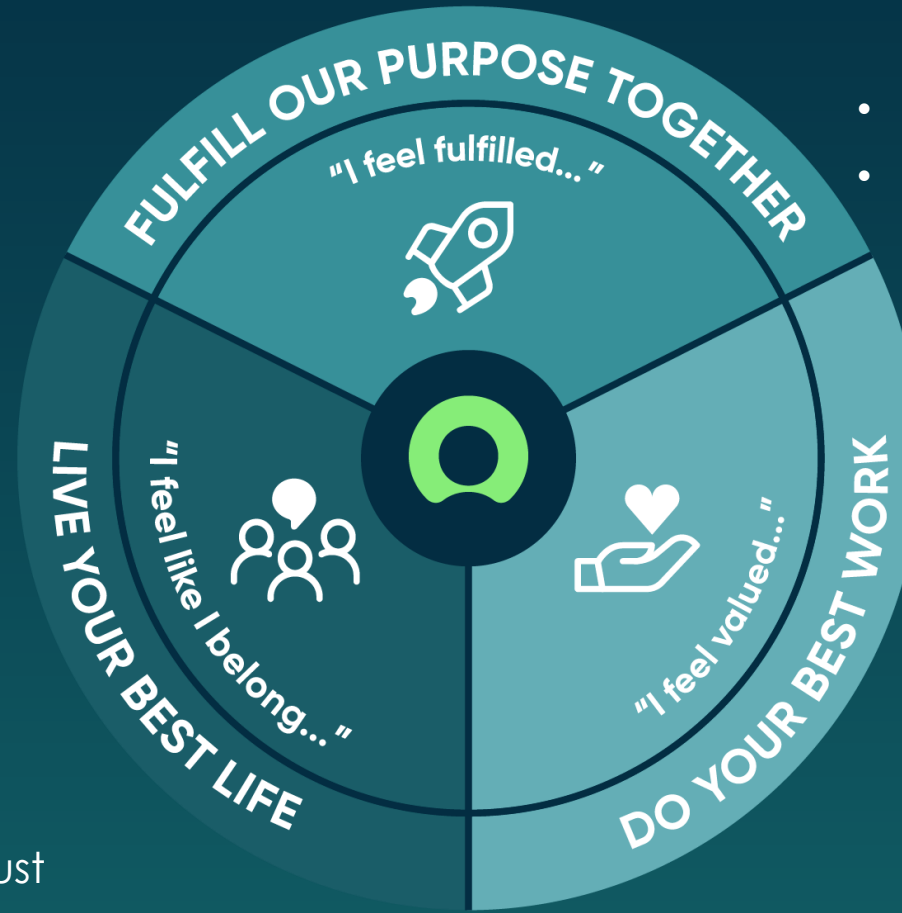 FULFILL OUR PURPOSE TOGETHER
"I feel fulfilled..."
LIVE YOUR BEST LIFE
"I feel like I belong..."
DO YOUR BEST WORK
"I feel valued..."
ust